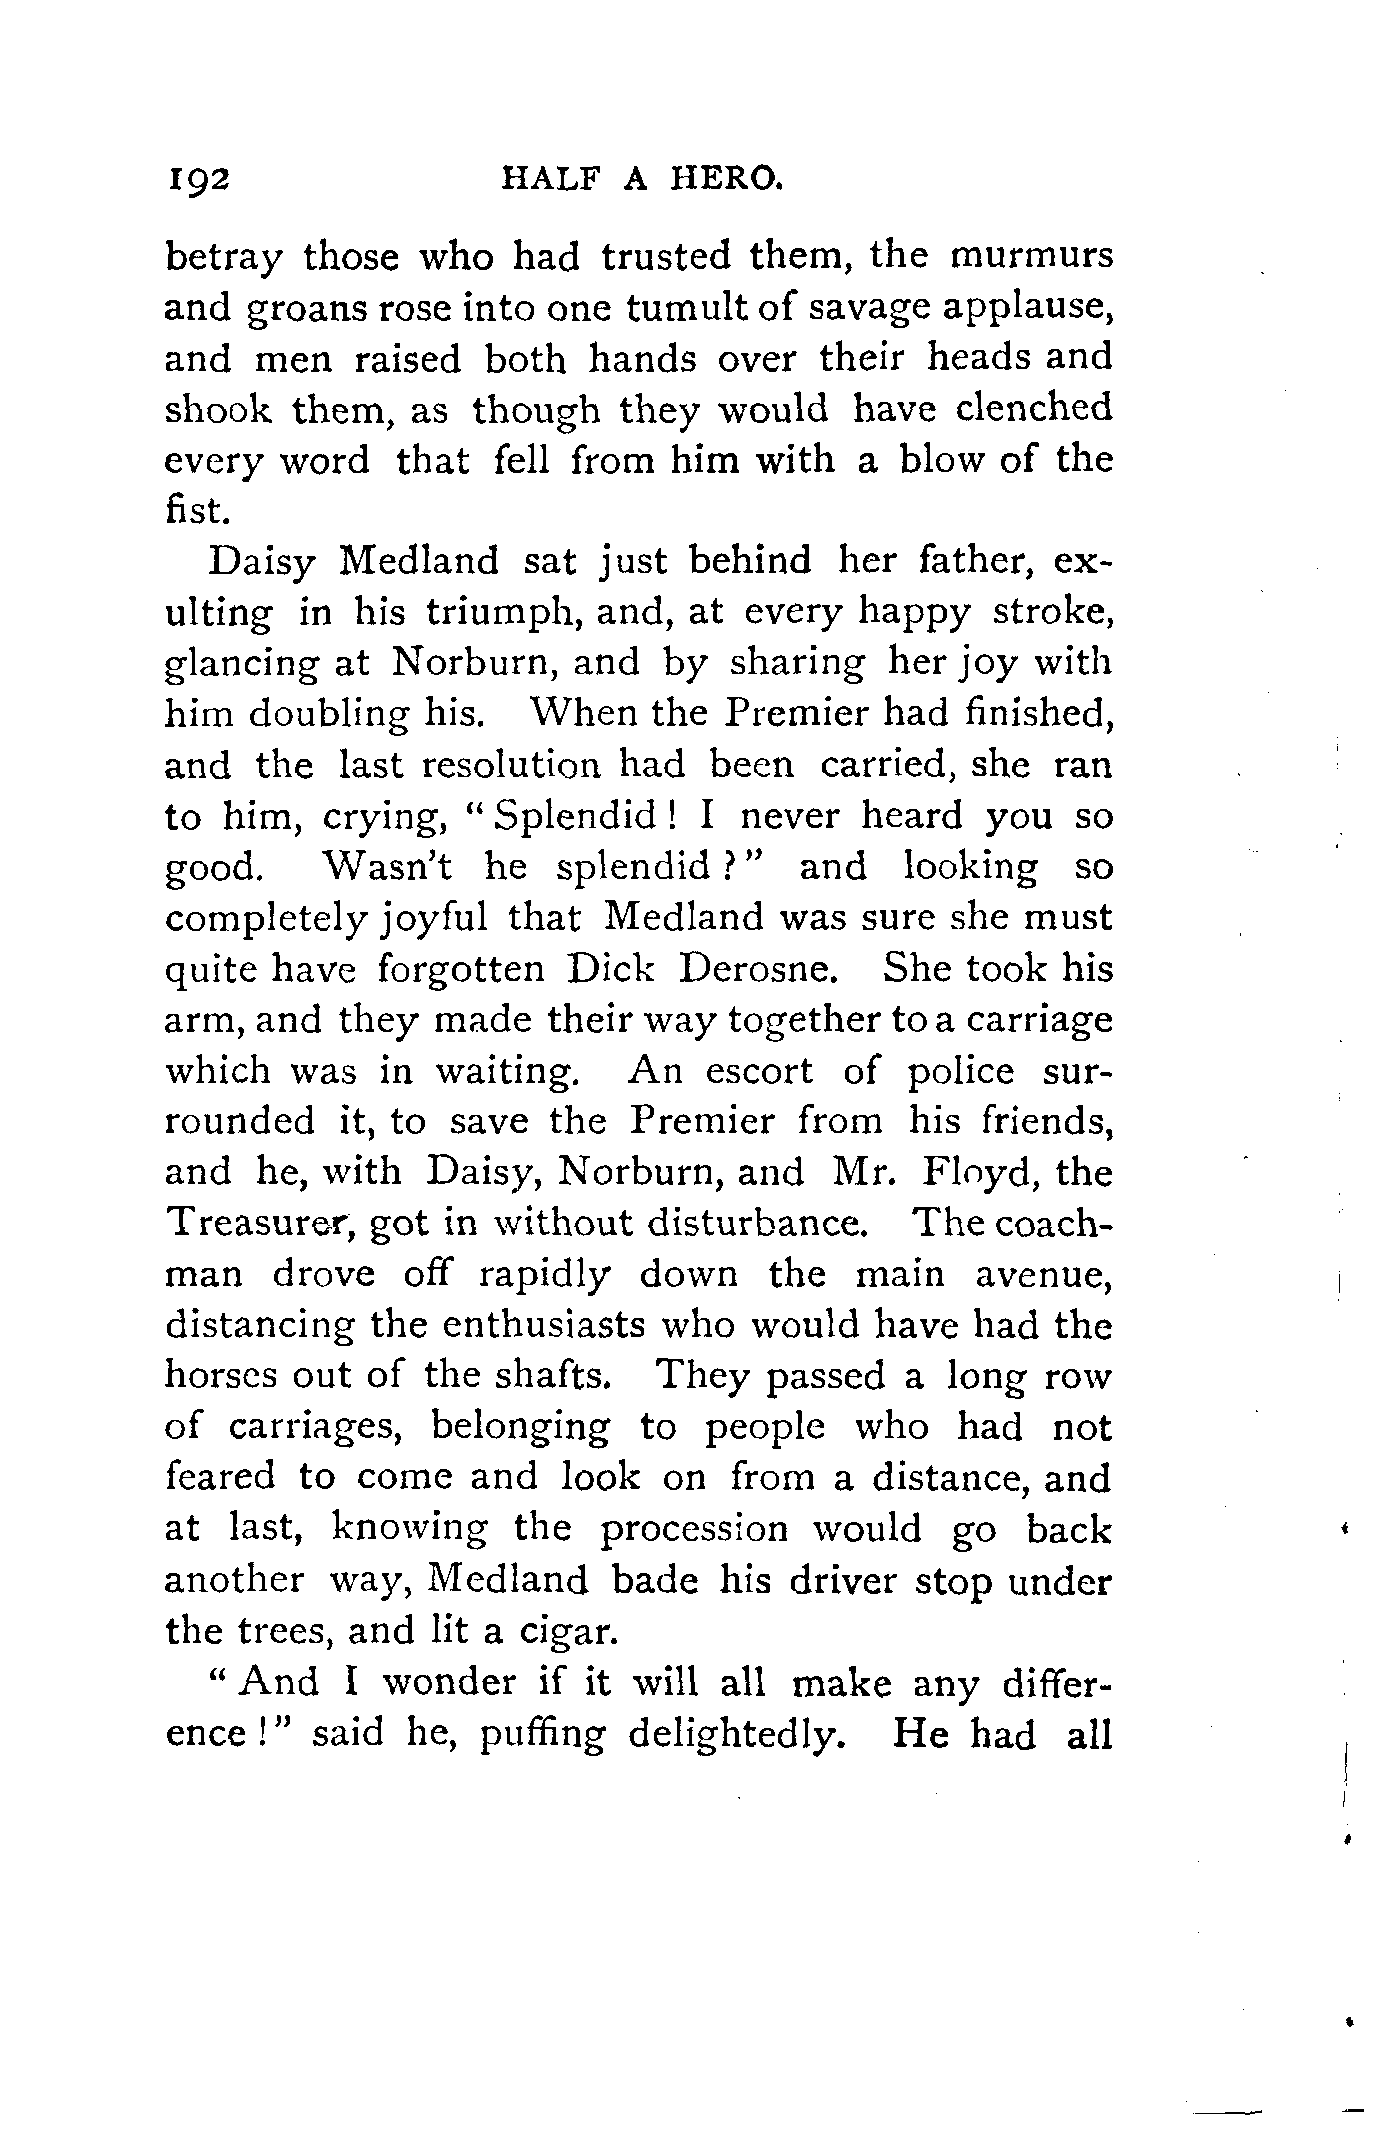 192 HALF A HERO.
betray those who had trusted them, the murmurs
and groans rose into one tumult of savage applause,
and men raised both hands over their heads and
shook them, as though they would have clenched
every word that fell from him with a blow of the
fist.
Daisy Medland sat just behind her father, ex-
ulting in his triumph, and, at every happy stroke,
glancing at Norburn, and by sharing her joy with
him doubling his. When the Premier had finished,
and the last resolution had been carried, she ran
to him, crying, “ Splendid ! I never heard you so
good. Wasn't he splendid ? ” and looking so
completely joyful that Medland was sure she must
quite have forgotten Dick Derosne. She took his
arm, and they made their way together to a carriage
which was in waiting. An escort of police sur-
rounded it, to save the Premier from his friends,
and he, with Daisy, Norburn, and Mr. Floyd, the
Treasurer, got in without disturbance. The coach-
man drove off rapidly down the main avenue,
distancing the enthusiasts who would have had the
horses out of the shafts. They passed a long row
of carriages, belonging to people who had not
feared to come and look on from a distance, and
at last, knowing the procession would go back
another way, Medland bade his driver stop under
the trees, and lit a cigar.
“ And I wonder if it will all make any differ-
ence ! ” said he, puffing delightedly. He had all